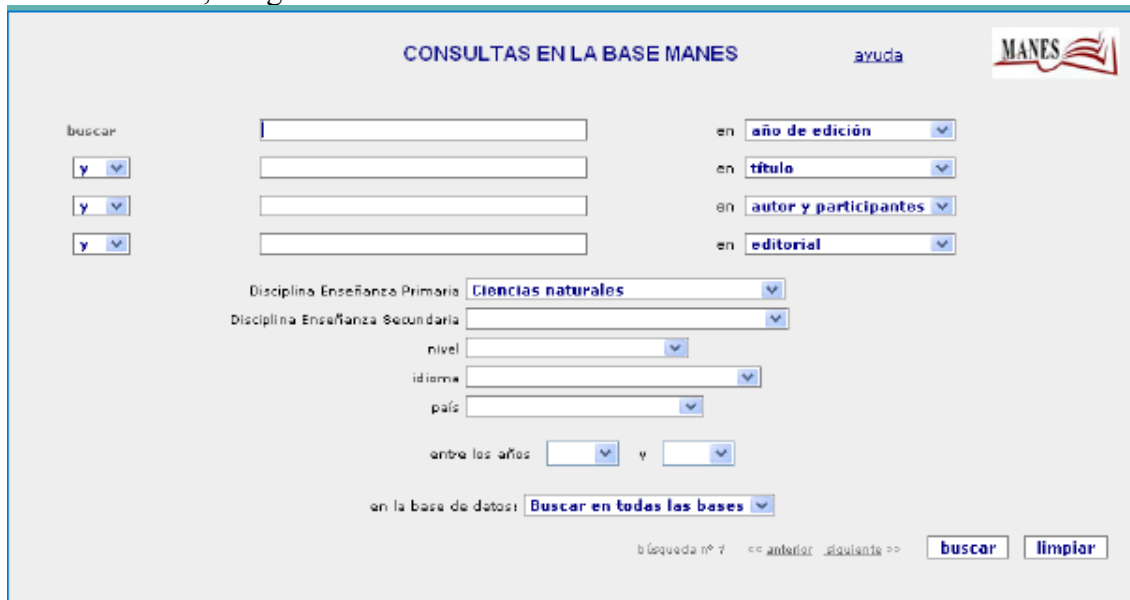 CONSULTAS EN LA BASE MANES ayuda MANES
buscar en año de edición
y en título
y en autor y participantes
y en editorial
Disciplina Enseñanza Primaria Ciencias naturales
Disciplina Enseñanza Secundaria
nivel
idioma
país
entre los años y
en la base de datos: Buscar en todas las bases
búsqueda nº 7 << anterior siguiente >> buscar limpiar